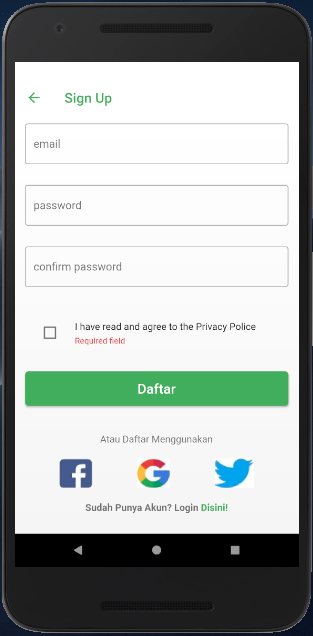 Sign Up
email
password
confirm password
I have read and agree to the Privacy Police
Required field
Daftar
Atau Daftar Menggunakan
Sudah Punya Akun? Login Disini!